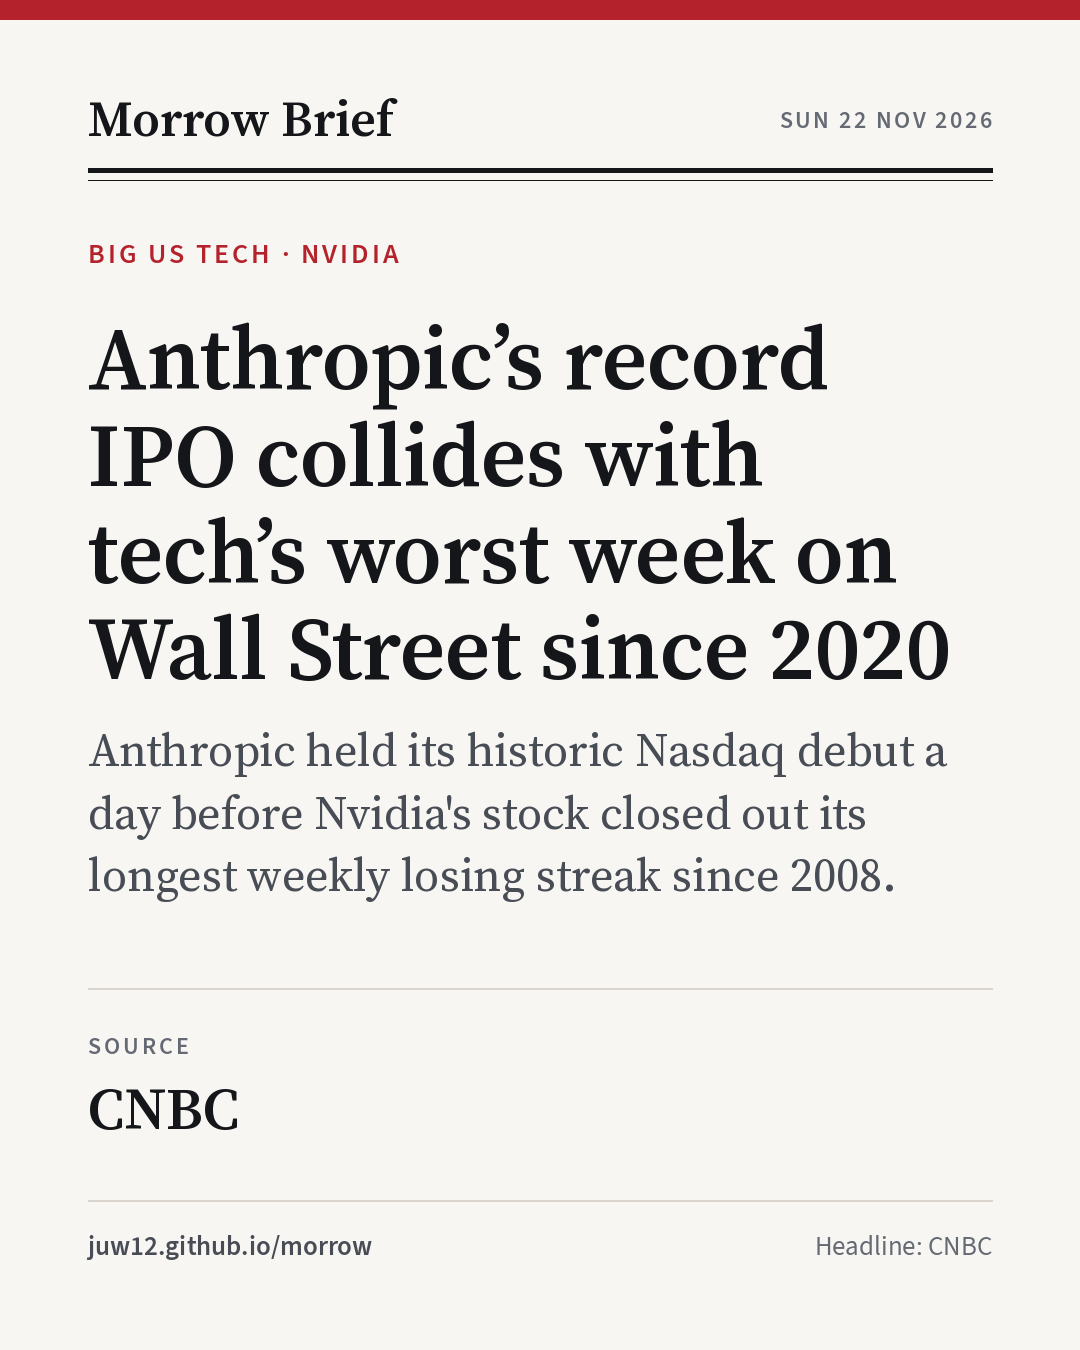 Morrow Brief
SUN 22 NOV 2026
BIG US TECH · NVIDIA
Anthropic’s record
IPO collides with
tech’s worst week on
Wall Street since 2020
Anthropic held its historic Nasdaq debut a
day before Nvidia's stock closed out its
longest weekly losing streak since 2008.
SOURCE
CNBC
juw12.github.io/morrow
Headline: CNBC